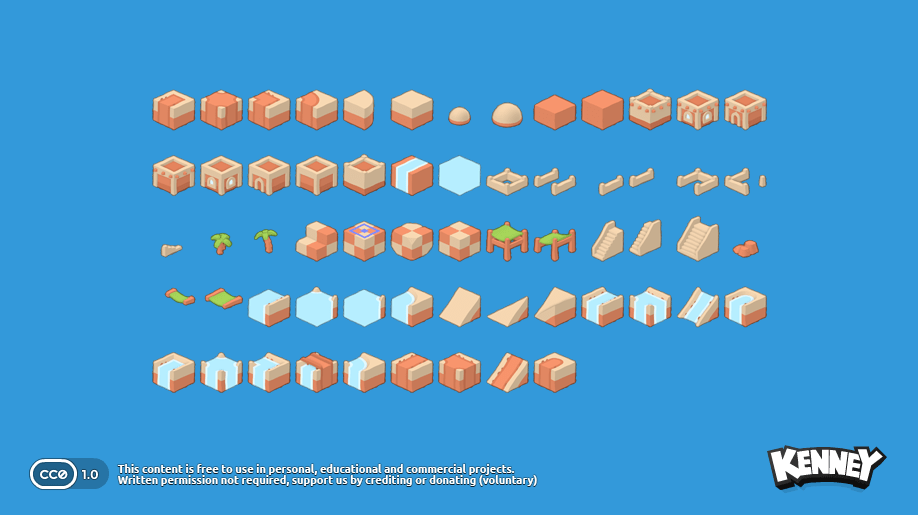 CC0 1.0
This content is free to use in personal, educational and commercial projects.
Written permission not required, support us by crediting or donating (voluntary)
KENNEY